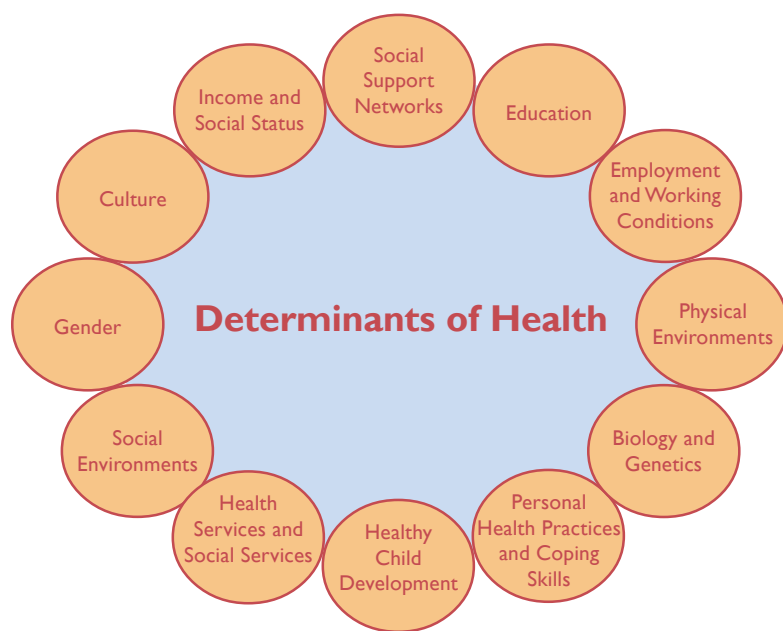 Social
Support
Networks
Education
Employment
and Working
Conditions
Physical
Environments
Biology and
Genetics
Personal
Health Practices
and Coping
Skills
Healthy
Child
Development
Health
Services and
Social Services
Social
Environments
Gender
Culture
Income and
Social Status
Determinants of Health